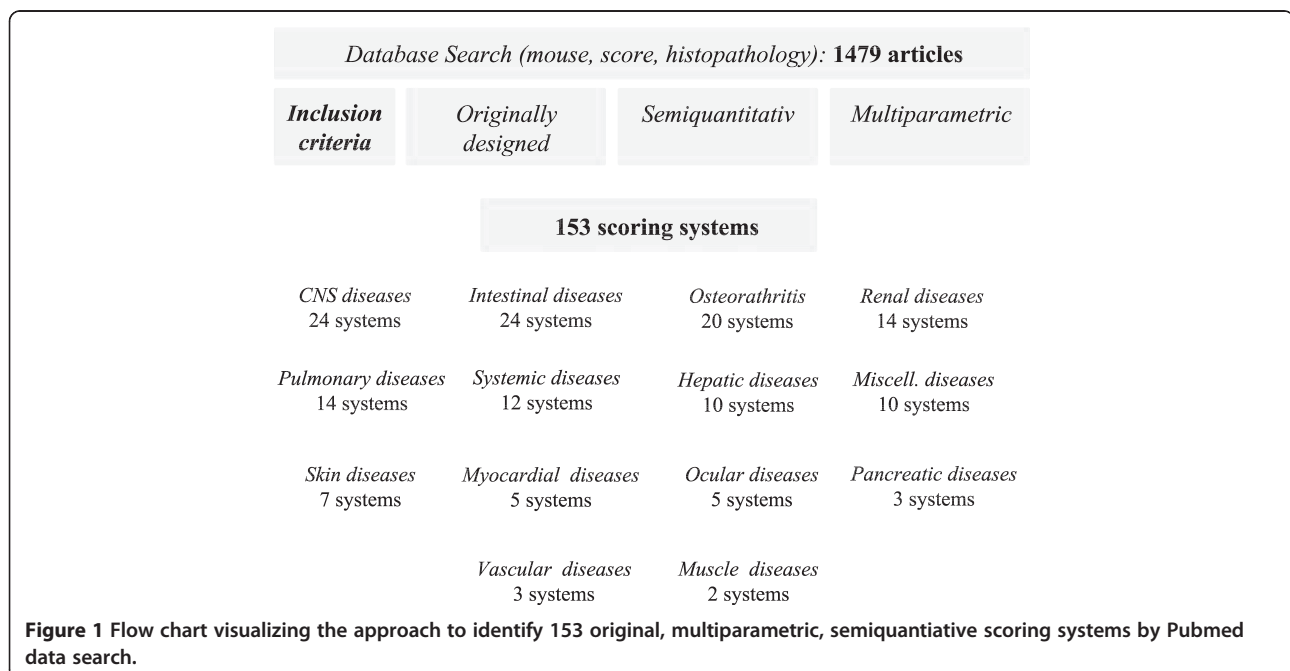 Database Search (mouse, score, histopathology): 1479 articles
Inclusion criteria
Originally designed
Semiquantitativ
Multiparametric
153 scoring systems
CNS diseases
24 systems
Intestinal diseases
24 systems
Osteorathritis
20 systems
Renal diseases
14 systems
Pulmonary diseases
14 systems
Systemic diseases
12 systems
Hepatic diseases
10 systems
Miscell. diseases
10 systems
Skin diseases
7 systems
Myocardial diseases
5 systems
Ocular diseases
5 systems
Pancreatic diseases
3 systems
Vascular diseases
3 systems
Muscle diseases
2 systems
Figure 1 Flow chart visualizing the approach to identify 153 original, multiparametric, semiquantiative scoring systems by Pubmed
data search.